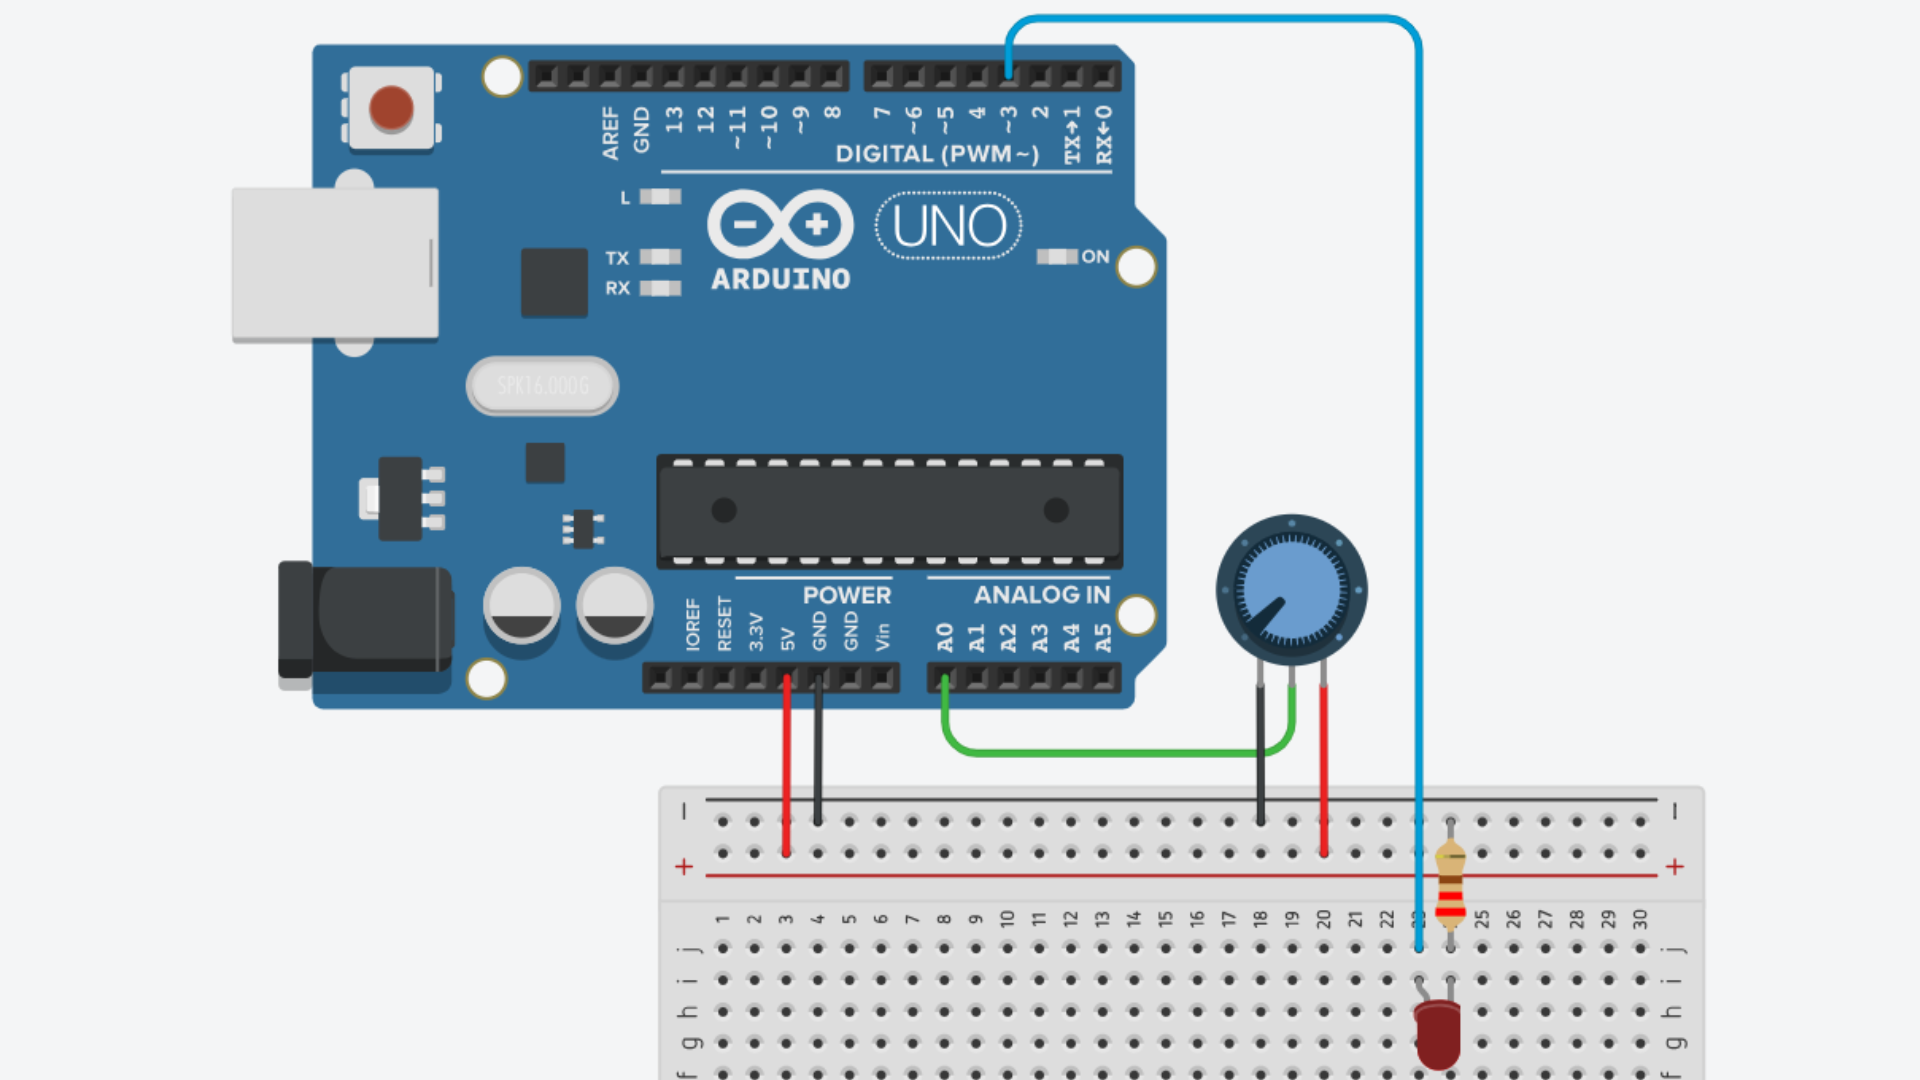 AREF GND 13 12 ~11 ~10 ~9 8 7 ~6 ~5 4 ~3 2 TX→1 RX←0
DIGITAL (PWM~)
L
TX
RX
UNO
ON
ARDUINO
SPK16.000G
POWER
ANALOG IN
IOREF RESET 3.3V 5V GND GND Vin A0 A1 A2 A3 A4 A5
− −
+ +
1 2 3 4 5 6 7 8 9 10 11 12 13 14 15 16 17 18 19 20 21 22 25 26 27 28 29 30
j j
i i
h h
g g
f f